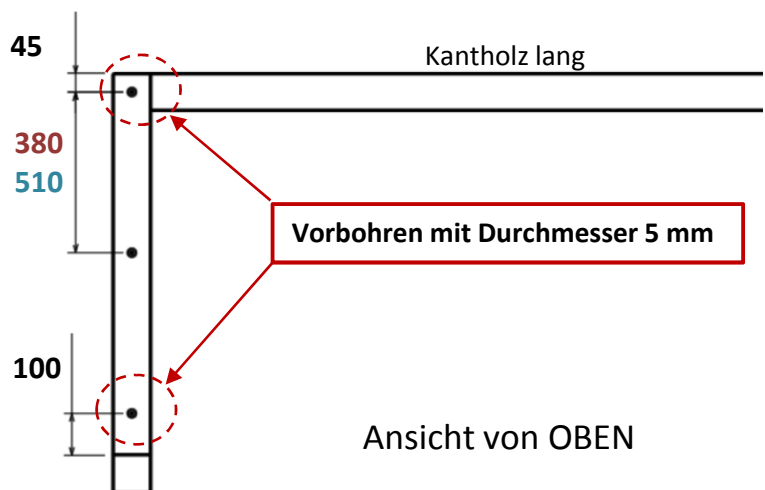 45
Kantholz lang
380
510
Vorbohren mit Durchmesser 5 mm
100
Ansicht von OBEN